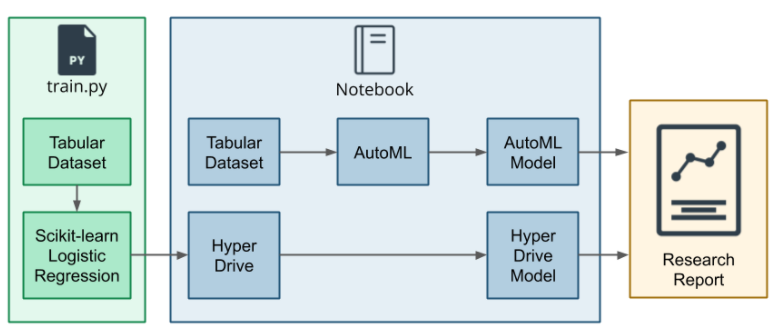 PY
train.py
Tabular
Dataset
Scikit-learn
Logistic
Regression
Notebook
Tabular
Dataset
AutoML
AutoML
Model
Hyper
Drive
Hyper
Drive
Model
Research
Report